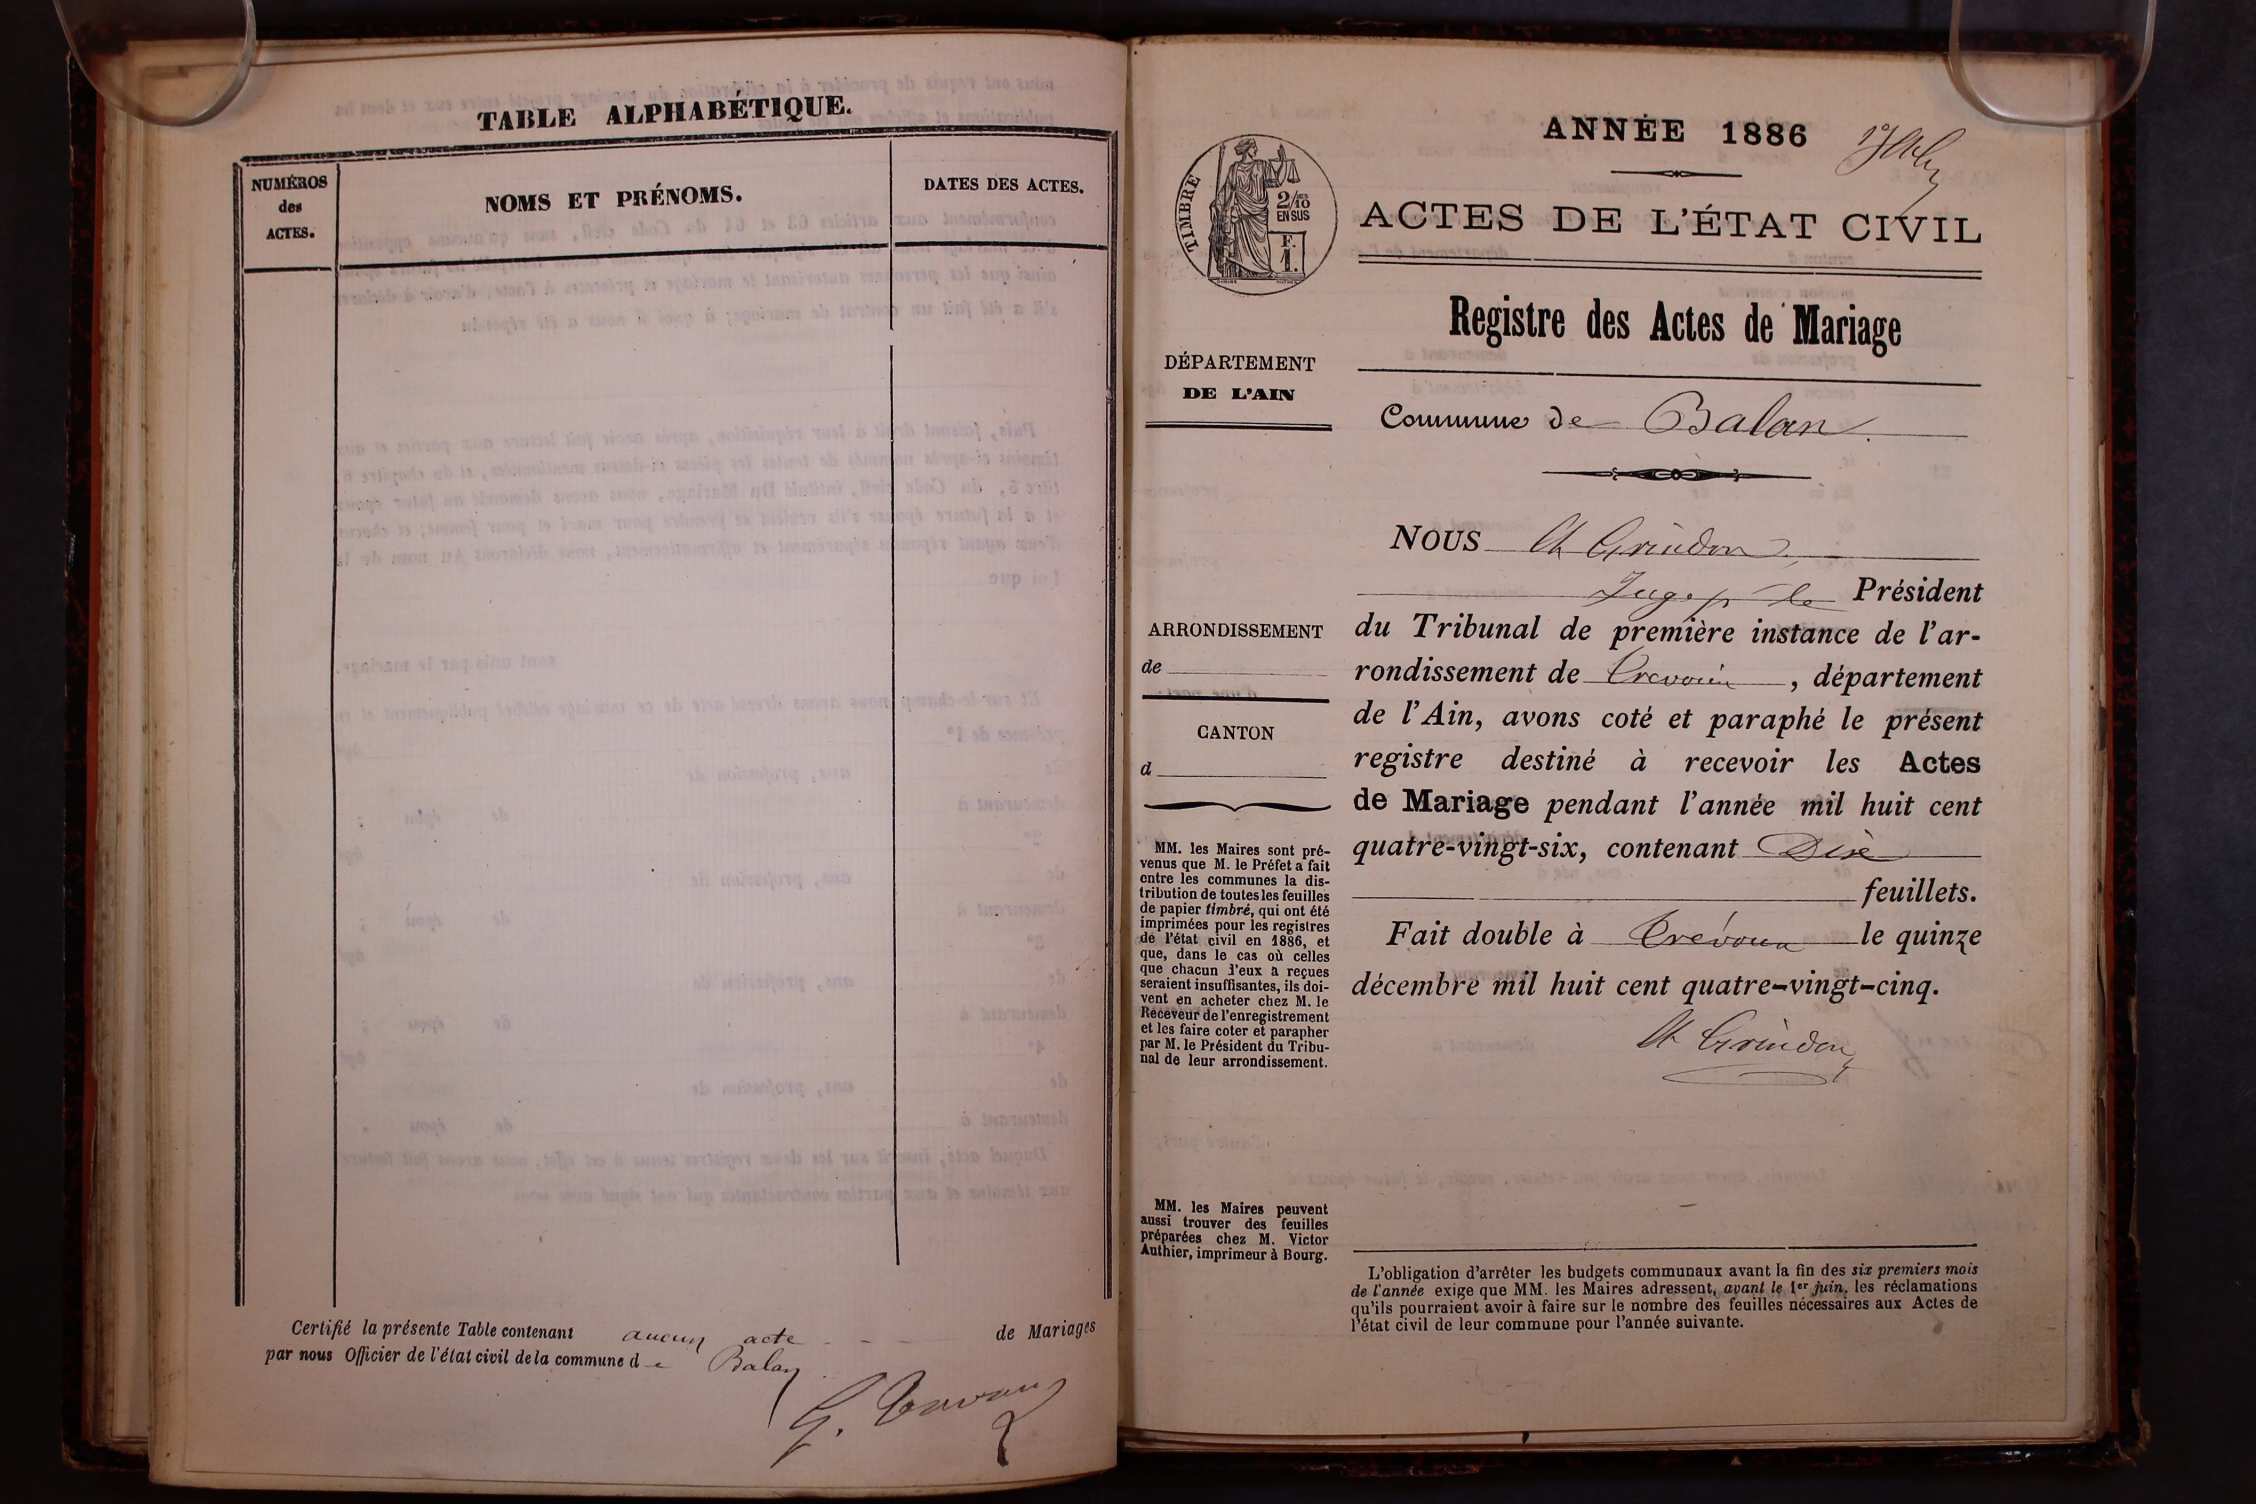 TABLE ALPHABÉTIQUE.
NUMÉROS
des
ACTES.
NOMS ET PRÉNOMS.
DATES DES ACTES.
Certifié la présente Table contenant aucun acte de Mariages
par nous Officier de l'état civil de la commune de Balan
ANNÉE 1886
ACTES DE L'ÉTAT CIVIL
TIMBRE
2/10
EN SUS
F.
1.
Registre des Actes de Mariage
DÉPARTEMENT
DE L'AIN
Commune de Balan
NOUS Ch Grindon,
Juge p le Président
du Tribunal de première instance de l'ar-
rondissement de Trevoux, département
de l'Ain, avons coté et paraphé le présent
registre destiné à recevoir les Actes
de Mariage pendant l'année mil huit cent
quatre-vingt-six, contenant Dix
feuillets.
Fait double à Trévoux le quinze
décembre mil huit cent quatre-vingt-cinq.
Ch Grindon
ARRONDISSEMENT
de
CANTON
d
MM. les Maires sont pré-
venus que M. le Préfet a fait
entre les communes la dis-
tribution de toutes les feuilles
de papier timbré, qui ont été
imprimées pour les registres
de l'état civil en 1886, et
que, dans le cas où celles
que chacun d'eux a reçues
seraient insuffisantes, ils doi-
vent en acheter chez M. le
Receveur de l'enregistrement
et les faire coter et parapher
par M. le Président du Tribu-
nal de leur arrondissement.
MM. les Maires peuvent
aussi trouver des feuilles
préparées chez M. Victor
Authier, imprimeur à Bourg.
L'obligation d'arrêter les budgets communaux avant la fin des six premiers mois
de l'année exige que MM. les Maires adressent, avant le 1er juin, les réclamations
qu'ils pourraient avoir à faire sur le nombre des feuilles nécessaires aux Actes de
l'état civil de leur commune pour l'année suivante.